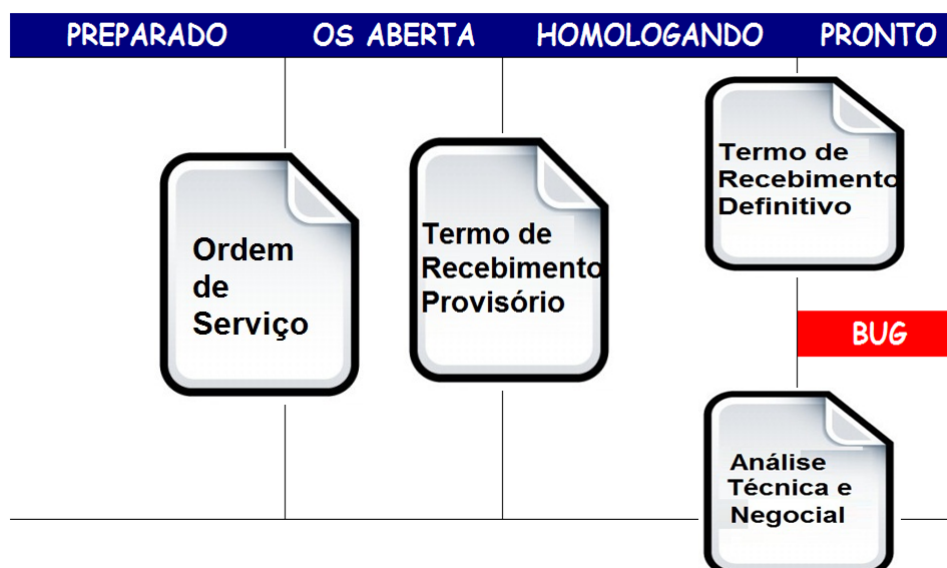 PREPARADO OS ABERTA HOMOLOGANDO PRONTO
Ordem
de
Serviço
Termo de
Recebimento
Provisório
Termo de
Recebimento
Definitivo
BUG
Análise
Técnica e
Negocial